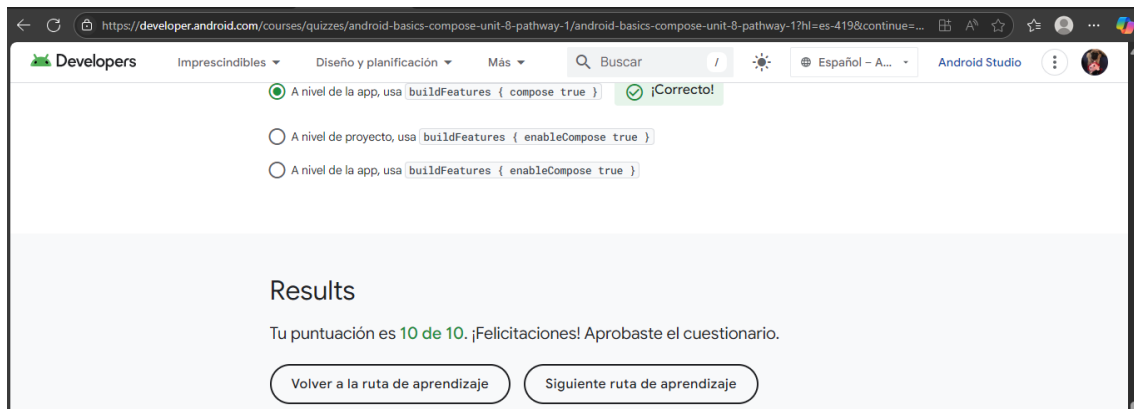 https://developer.android.com/courses/quizzes/android-basics-compose-unit-8-pathway-1/android-basics-compose-unit-8-pathway-1?hl=es-419&continue=...
Developers Imprescindibles Diseño y planificación Más Buscar / Español – A... Android Studio
A nivel de la app, usa buildFeatures { compose true } ¡Correcto!
A nivel de proyecto, usa buildFeatures { enableCompose true }
A nivel de la app, usa buildFeatures { enableCompose true }
Results
Tu puntuación es 10 de 10. ¡Felicitaciones! Aprobaste el cuestionario.
Volver a la ruta de aprendizaje Siguiente ruta de aprendizaje